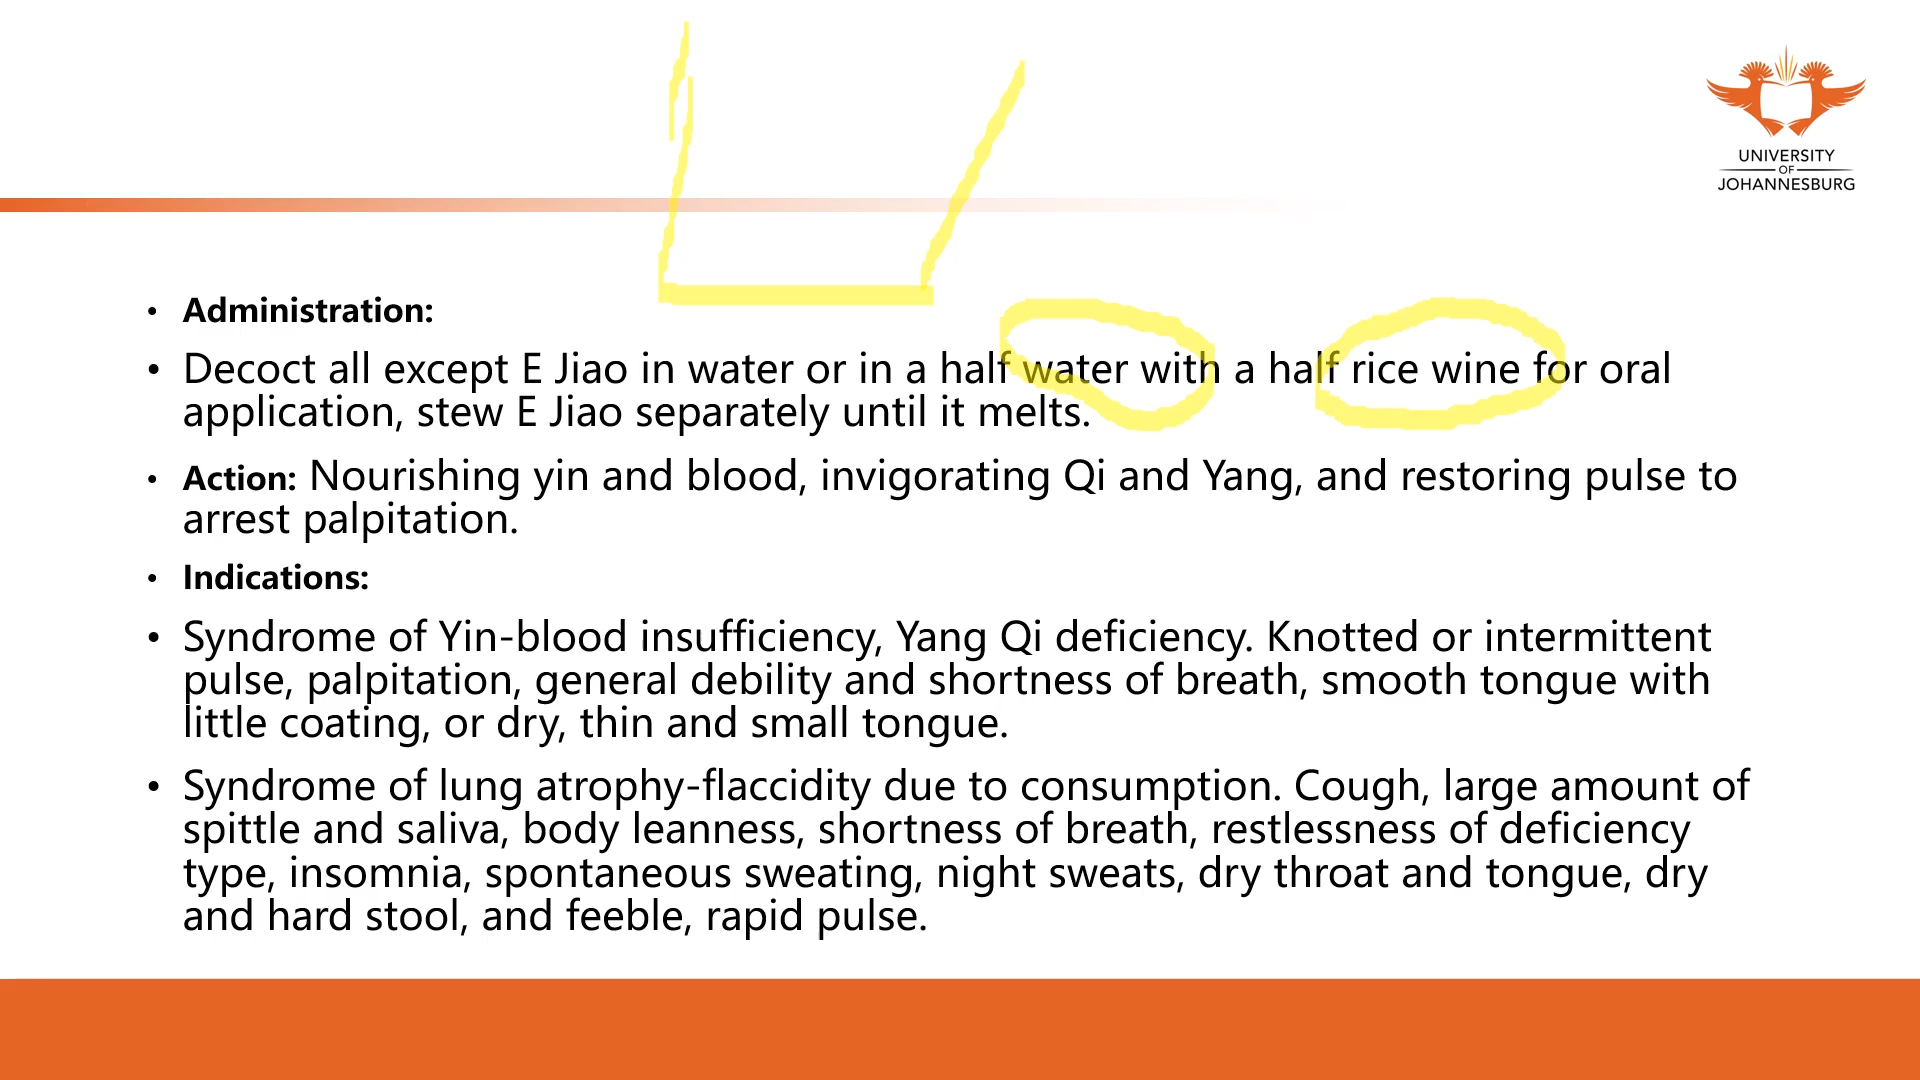 UNIVERSITY
OF
JOHANNESBURG
• Administration:
• Decoct all except E Jiao in water or in a half water with a half rice wine for oral
application, stew E Jiao separately until it melts.
• Action: Nourishing yin and blood, invigorating Qi and Yang, and restoring pulse to
arrest palpitation.
• Indications:
• Syndrome of Yin-blood insufficiency, Yang Qi deficiency. Knotted or intermittent
pulse, palpitation, general debility and shortness of breath, smooth tongue with
little coating, or dry, thin and small tongue.
• Syndrome of lung atrophy-flaccidity due to consumption. Cough, large amount of
spittle and saliva, body leanness, shortness of breath, restlessness of deficiency
type, insomnia, spontaneous sweating, night sweats, dry throat and tongue, dry
and hard stool, and feeble, rapid pulse.